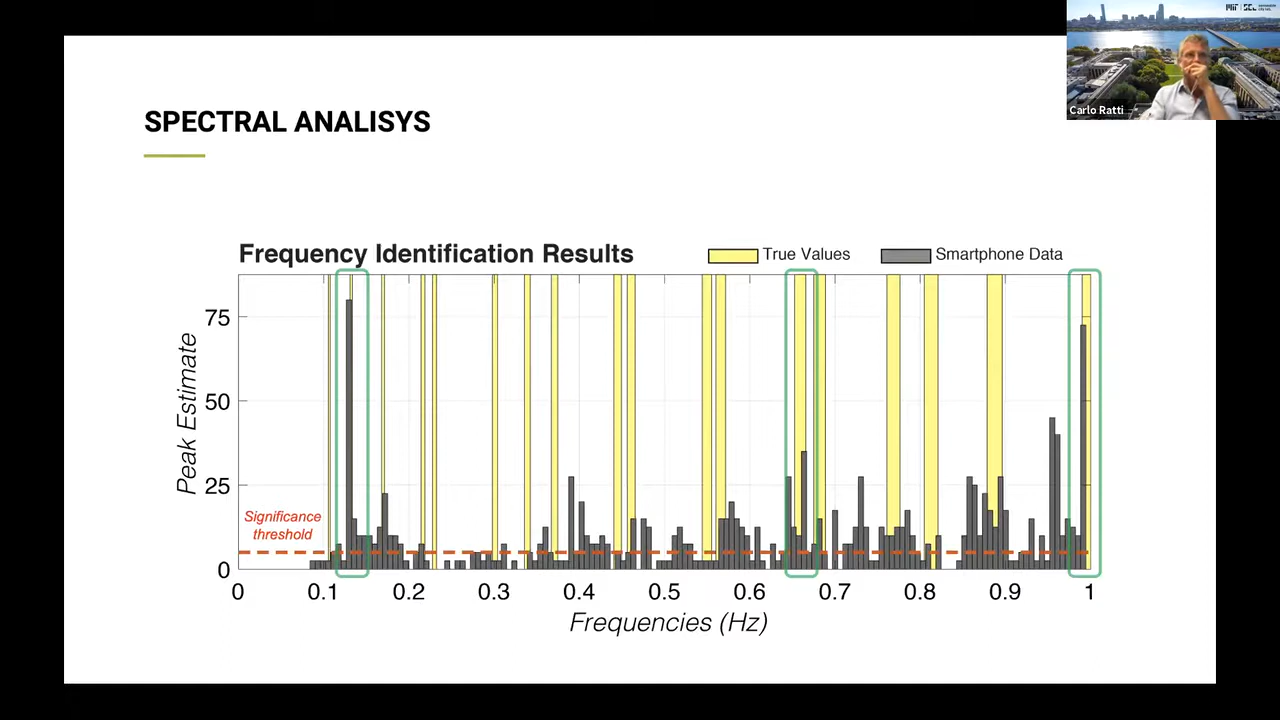 SPECTRAL ANALISYS
Frequency Identification Results
True Values
Smartphone Data
Peak Estimate
75
50
25
0
Significance
threshold
0 0.1 0.2 0.3 0.4 0.5 0.6 0.7 0.8 0.9 1
Frequencies (Hz)
Carlo Ratti